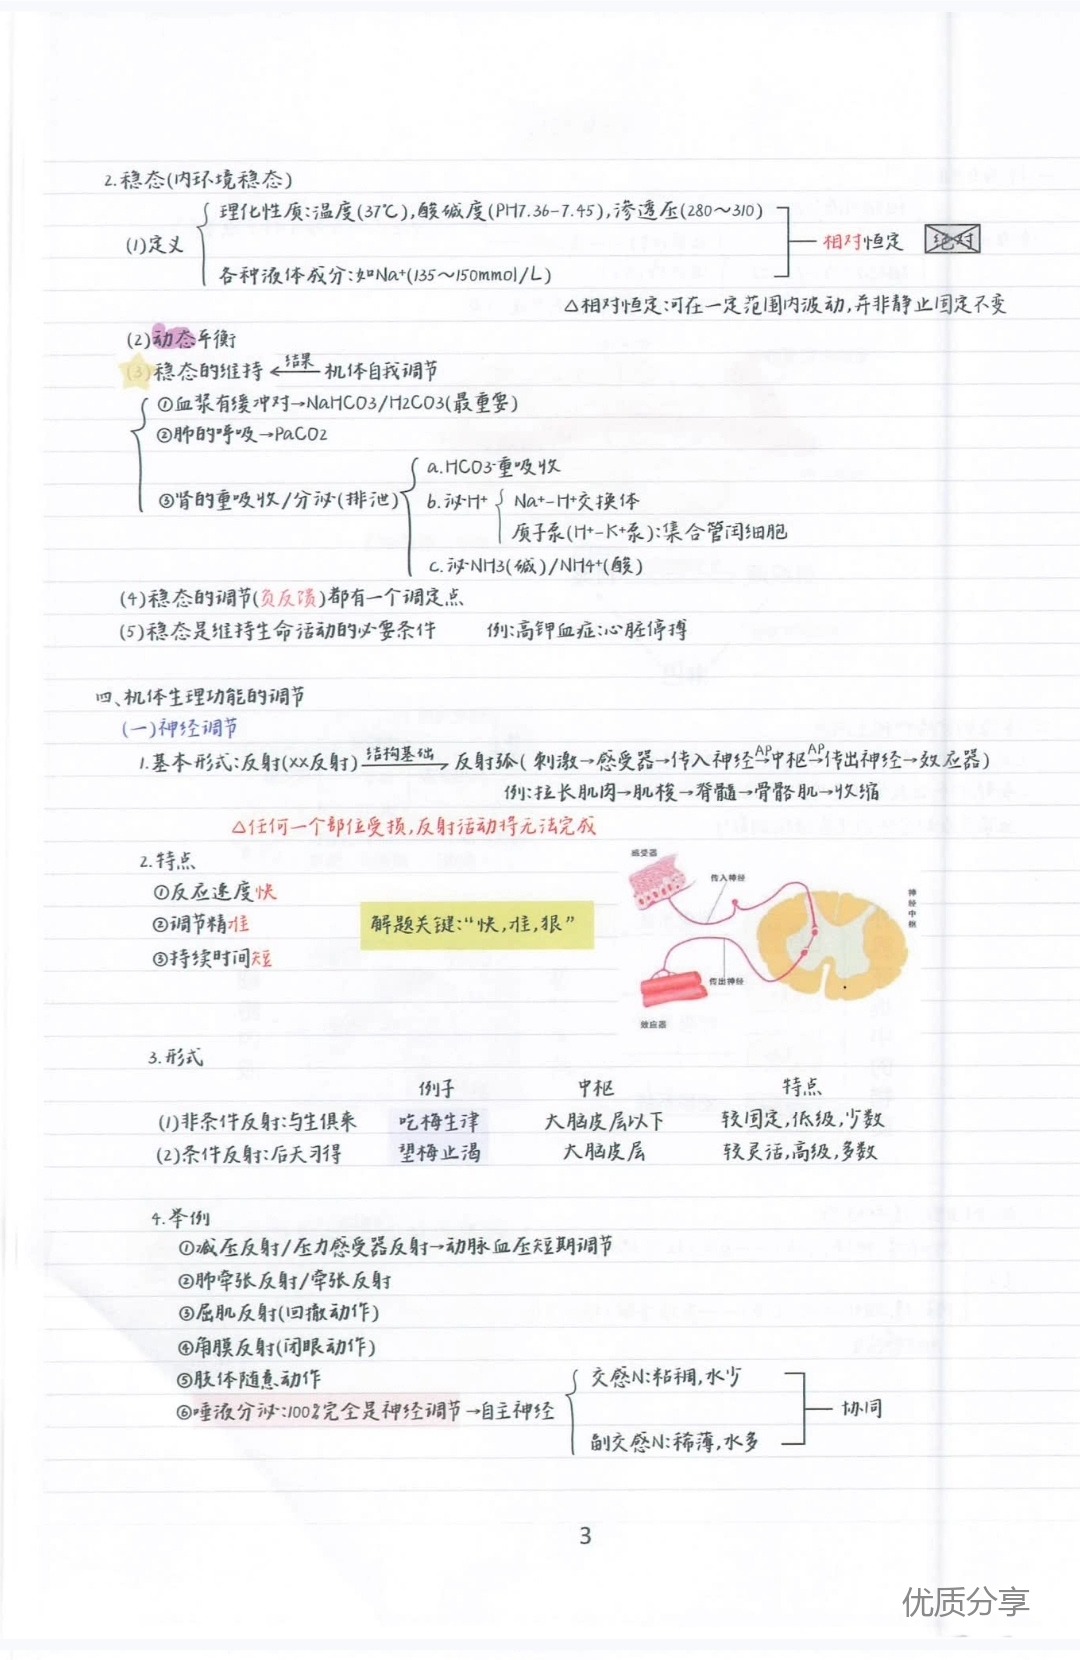 2.稳态(内环境稳态)
理化性质:温度(37℃),酸碱度(PH7.36-7.45),渗透压(280～310)
(1)定义
相对恒定 绝对
各种液体成分:如Na+(135～150mmol/L)
△相对恒定:可在一定范围内波动,并非静止固定不变
(2)动态平衡
(3)稳态的维持 ←结果 机体自我调节
①血浆有缓冲对→NaHCO3/H2CO3(最重要)
②肺的呼吸→PaCO2
③肾的重吸收/分泌(排泄)
a.HCO3-重吸收
b.泌H+
Na+-H+交换体
质子泵(H+-K+泵):集合管闰细胞
c.泌NH3(碱)/NH4+(酸)
(4)稳态的调节(负反馈)都有一个调定点
(5)稳态是维持生命活动的必要条件 例:高钾血症:心脏停搏
四、机体生理功能的调节
(一)神经调节
1.基本形式:反射(xx反射) 结构基础→ 反射弧( 刺激→感受器→传入神经AP→中枢AP→传出神经→效应器)
例:拉长肌肉→肌梭→脊髓→骨骼肌→收缩
△任何一个部位受损,反射活动将无法完成
2.特点
①反应速度快
②调节精准
③持续时间短
解题关键:“快,准,狠”
感受器
传入神经
神经中枢
传出神经
效应器
3.形式
例子 中枢 特点
(1)非条件反射:与生俱来 吃梅生津 大脑皮层以下 较固定,低级,少数
(2)条件反射:后天习得 望梅止渴 大脑皮层 较灵活,高级,多数
4.举例
①减压反射/压力感受器反射→动脉血压短期调节
②肺牵张反射/牵张反射
③屈肌反射(回撤动作)
④角膜反射(闭眼动作)
⑤肢体随意动作
⑥唾液分泌:100%完全是神经调节→自主神经
交感N:粘稠,水少
副交感N:稀薄,水多
协同
3
优质分享